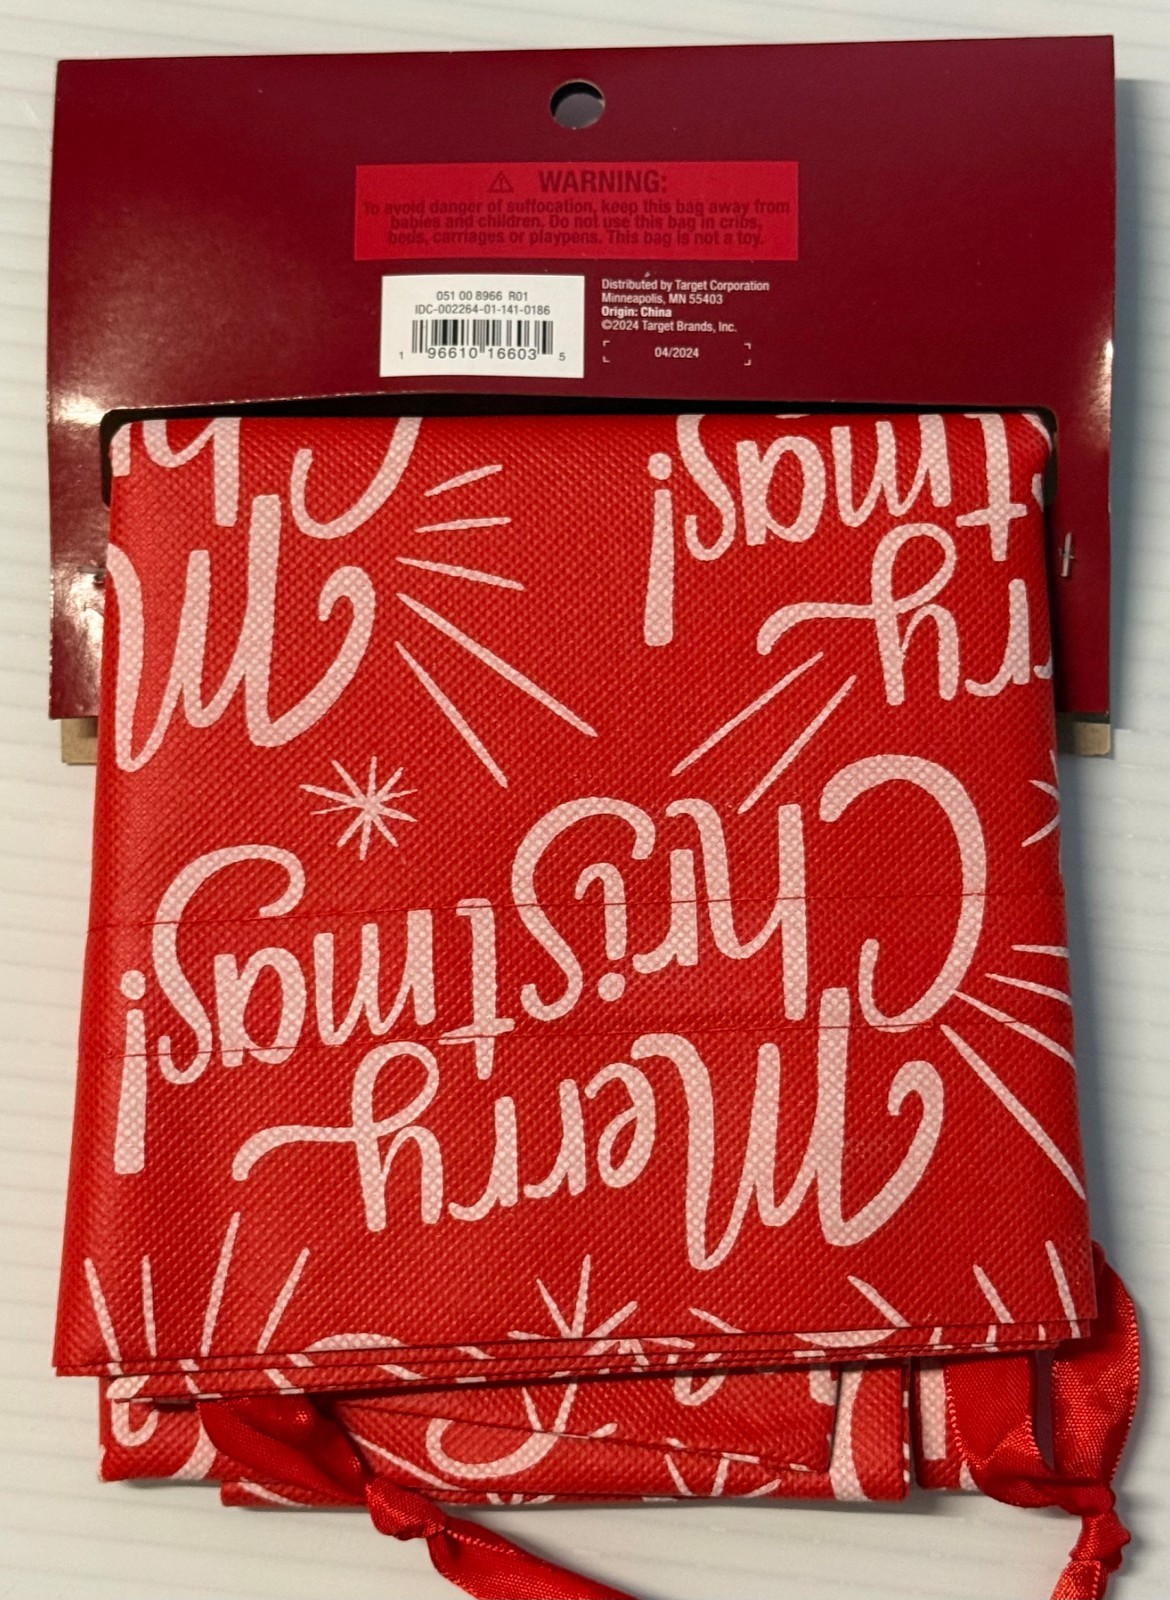 ⚠ WARNING:
To avoid danger of suffocation, keep this bag away from
babies and children. Do not use this bag in cribs,
beds, carriages or playpens. This bag is not a toy.
051 00 8966 R01
IDC-002264-01-141-0186
1 96610 16603 5
Distributed by Target Corporation
Minneapolis, MN 55403
Origin: China
©2024 Target Brands, Inc.
04/2024
Merry
Christmas!